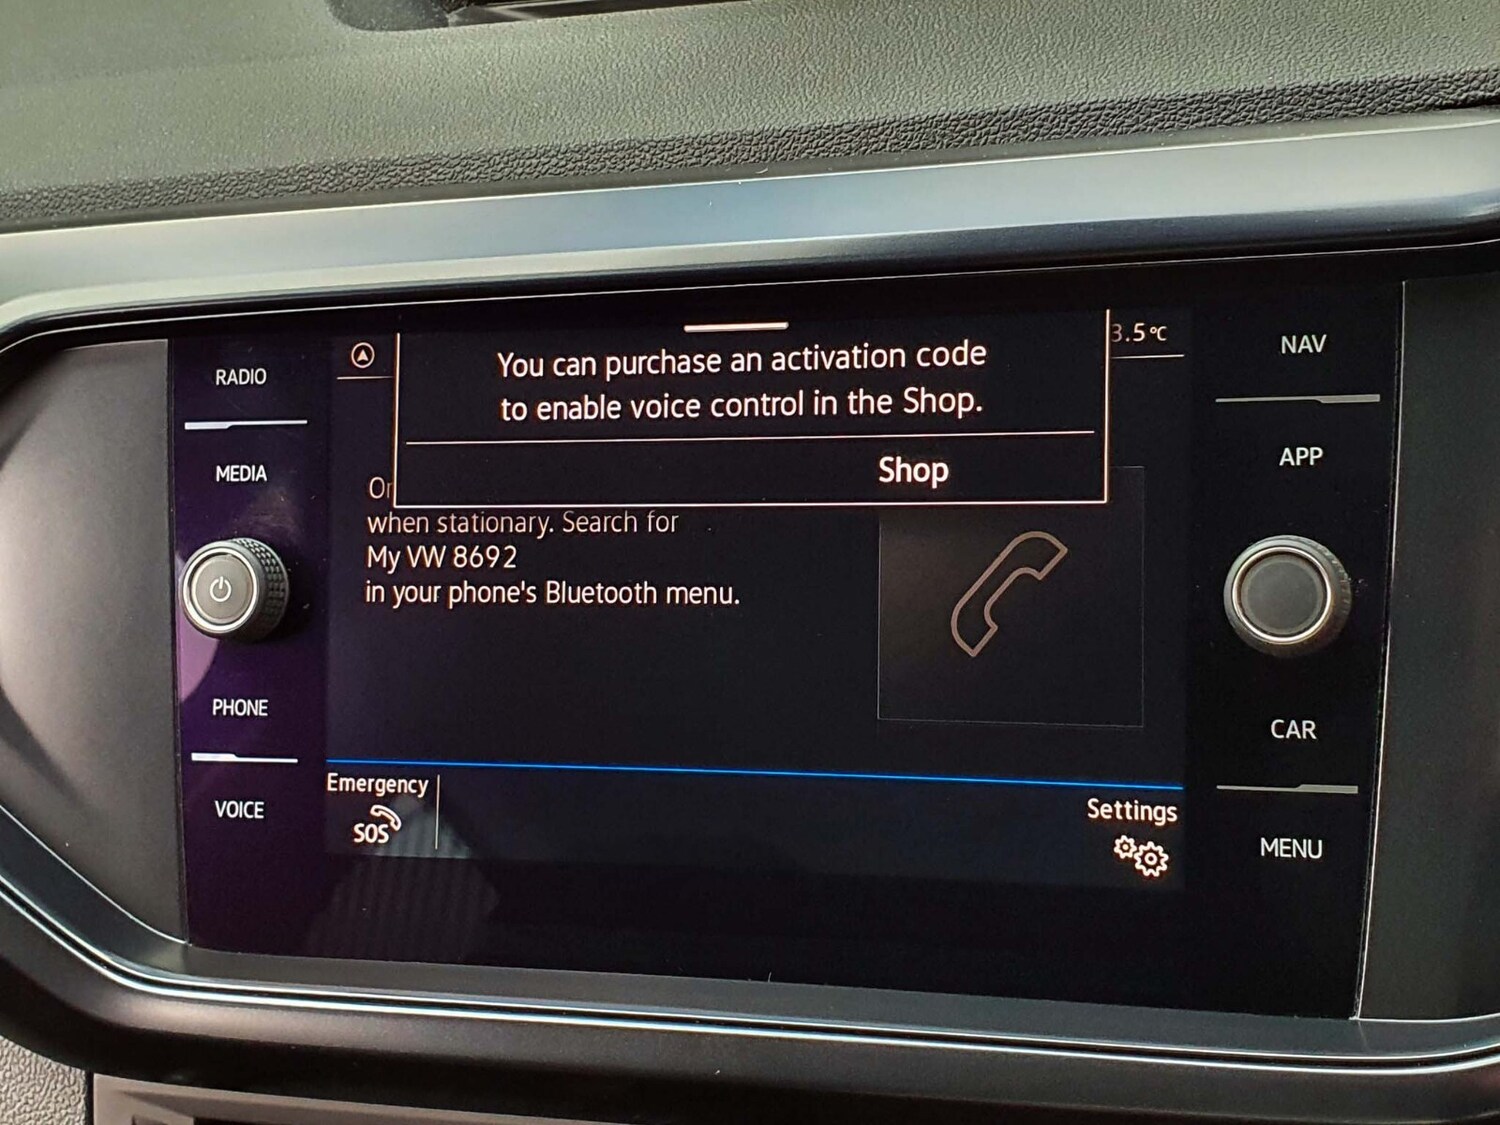 RADIO
MEDIA
PHONE
VOICE
You can purchase an activation code
to enable voice control in the Shop.
Shop
3.5°C
when stationary. Search for
My VW 8692
in your phone's Bluetooth menu.
Emergency
SOS
Settings
NAV
APP
CAR
MENU